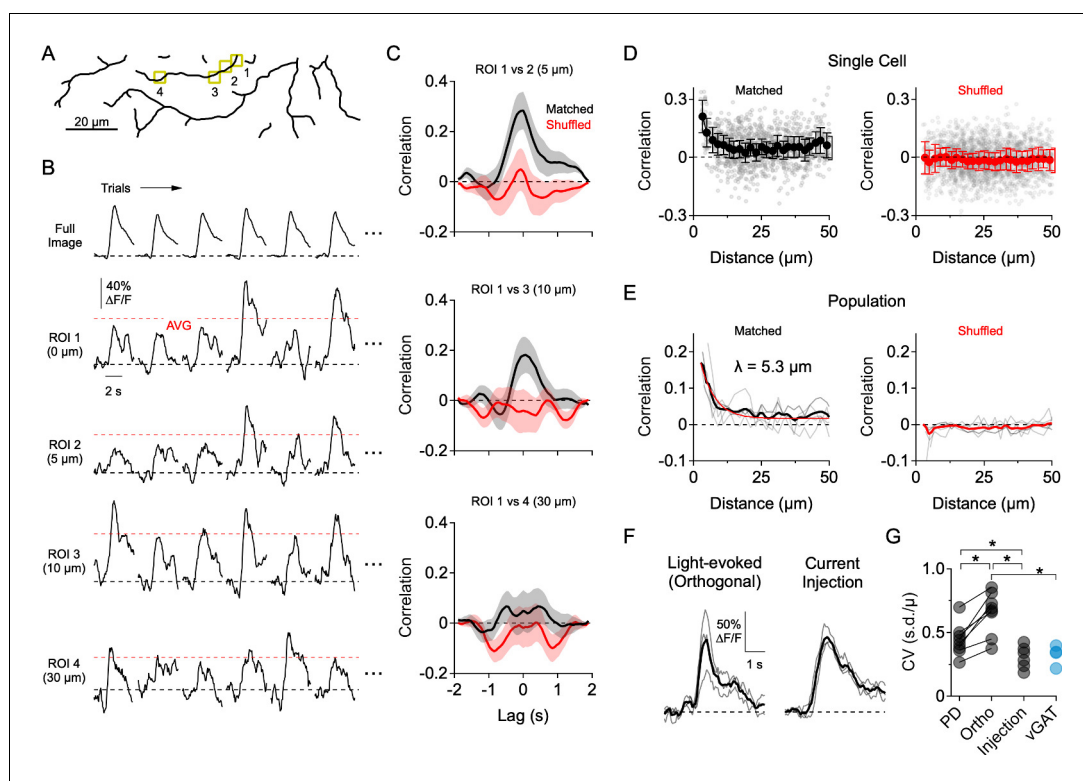 A
4
3
2
1
20 µm
B
Trials
Full
Image
40%
ΔF/F
AVG
ROI 1
(0 µm)
2 s
ROI 2
(5 µm)
ROI 3
(10 µm)
ROI 4
(30 µm)
...
...
...
...
...
C
ROI 1 vs 2 (5 µm)
Matched
Shuffled
Correlation
0.4
0.2
0
-0.2
ROI 1 vs 3 (10 µm)
Correlation
0.4
0.2
0
-0.2
ROI 1 vs 4 (30 µm)
Correlation
0.4
0.2
0
-0.2
−2 −1 0 1 2
Lag (s)
D
Single Cell
Matched
Correlation
0.3
0
-0.3
0 25 50
Distance (µm)
Shuffled
Correlation
0.3
0
-0.3
0 25 50
Distance (µm)
E
Population
Matched
λ = 5.3 µm
Correlation
0.2
0.1
0
-0.1
0 25 50
Distance (µm)
Shuffled
Correlation
0.2
0.1
0
-0.1
0 25 50
Distance (µm)
F
Light-evoked
(Orthogonal)
Current
Injection
50%
ΔF/F
1 s
G
* * * *
CV (s.d./µ)
1.0
0.5
0
PD
Ortho
Injection
vGAT